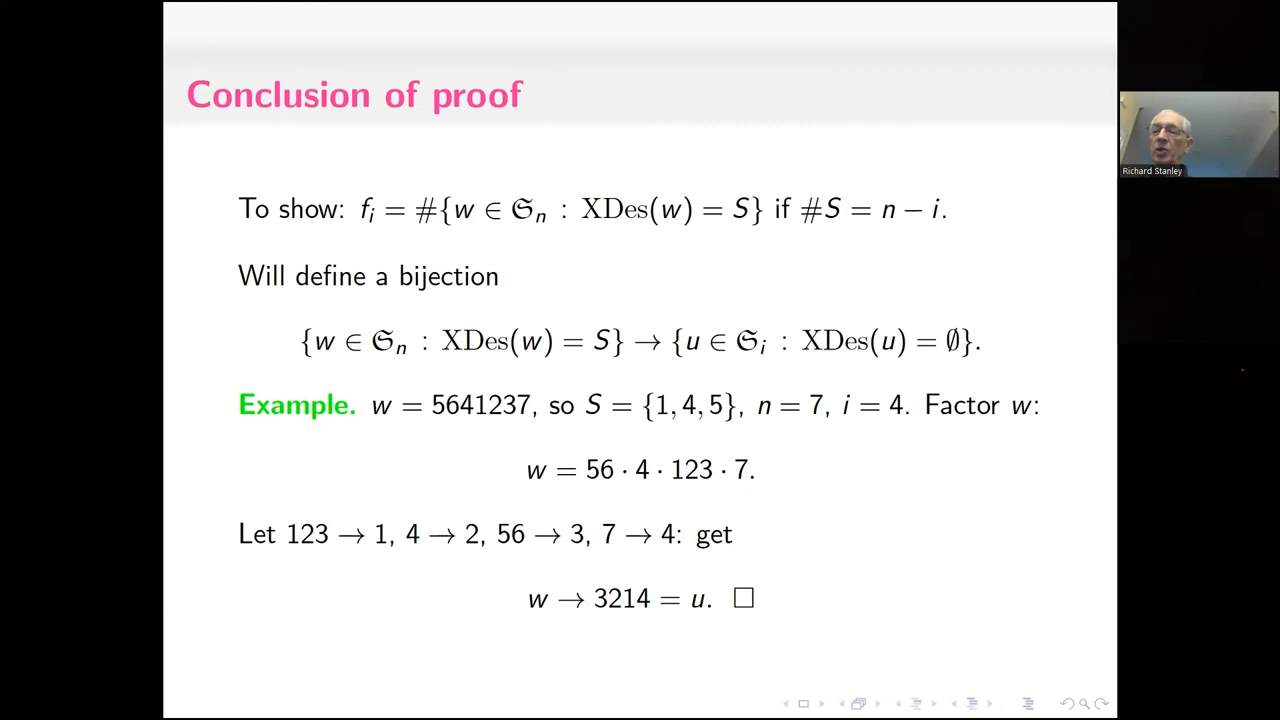 Conclusion of proof
To show: fᵢ = #{w ∈ 𝔖ₙ : XDes(w) = S} if #S = n − i.
Will define a bijection
{w ∈ 𝔖ₙ : XDes(w) = S} → {u ∈ 𝔖ᵢ : XDes(u) = ∅}.
Example. w = 5641237, so S = {1, 4, 5}, n = 7, i = 4. Factor w:
w = 56 · 4 · 123 · 7.
Let 123 → 1, 4 → 2, 56 → 3, 7 → 4: get
w → 3214 = u. □
Richard Stanley